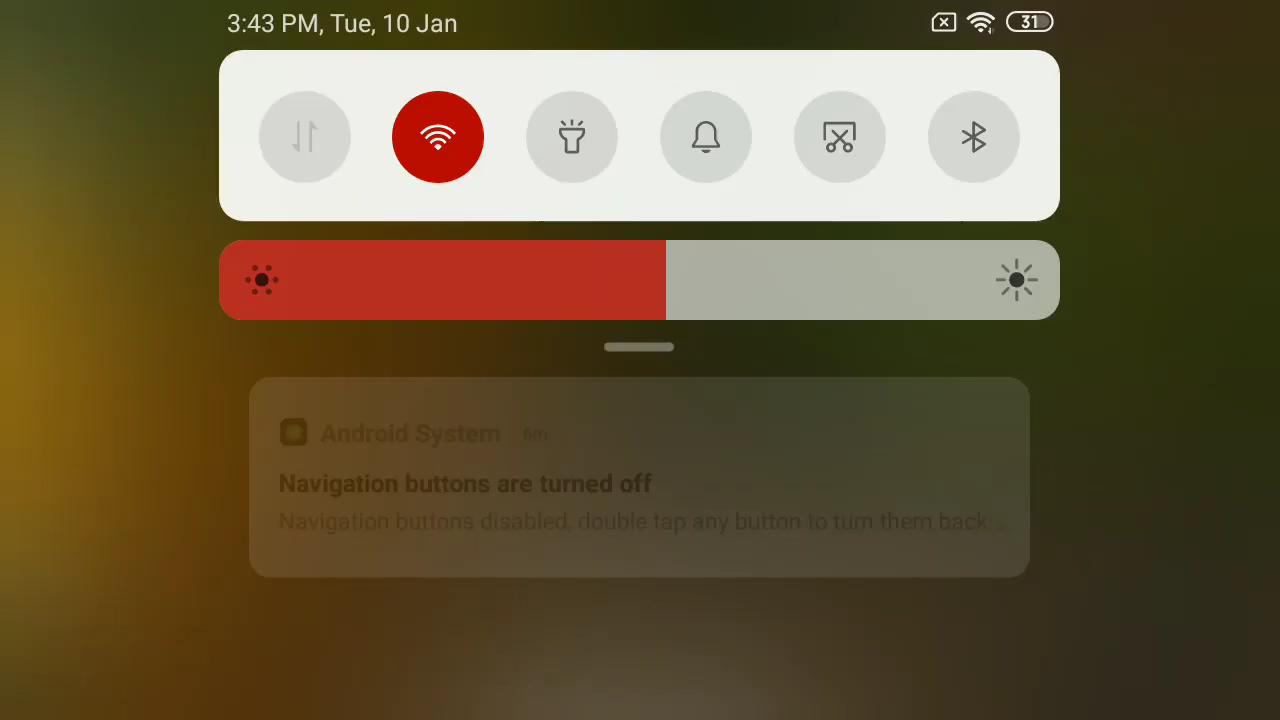 3:43 PM, Tue, 10 Jan
31
Android System 6m
Navigation buttons are turned off
Navigation buttons disabled, double tap any button to turn them back